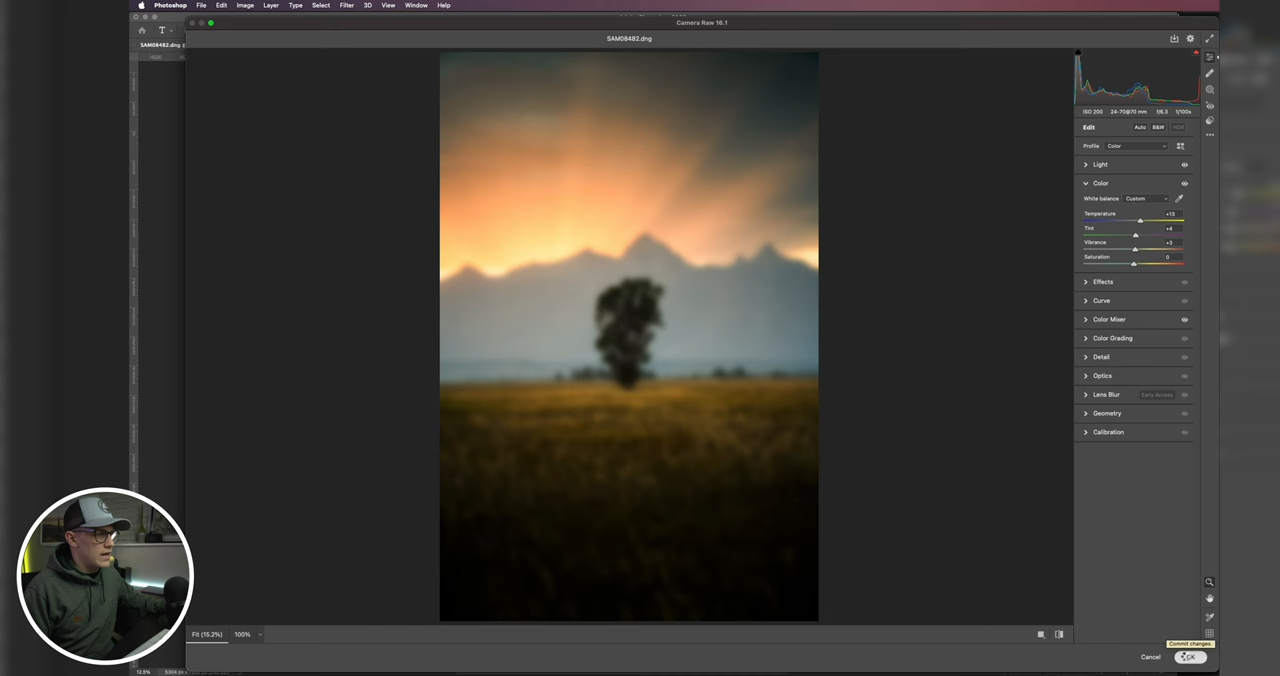 Photoshop File Edit Image Layer Type Select Filter 3D View Window Help
Camera Raw 16.1
SAM08482.dng @
SAM08482.dng
ISO 200 24-70@70 mm f/6.3 1/100s
Edit Auto B&W HDR
Profile Color
Light
Color
White balance Custom
Temperature +13
Tint +4
Vibrance +3
Saturation 0
Effects
Curve
Color Mixer
Color Grading
Detail
Optics
Lens Blur Early Access
Geometry
Calibration
Fit (15.2%) 100%
Commit changes.
Cancel OK
12.5%